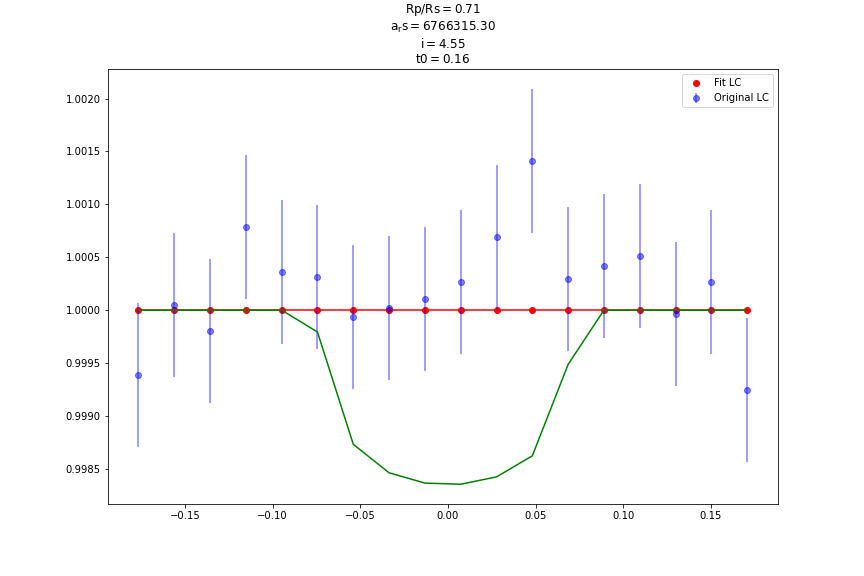 Rp/Rs = 0.71
aᵣs = 6766315.30
i = 4.55
t0 = 0.16
Fit LC
Original LC
1.0020
1.0015
1.0010
1.0005
1.0000
0.9995
0.9990
0.9985
−0.15 −0.10 −0.05 0.00 0.05 0.10 0.15